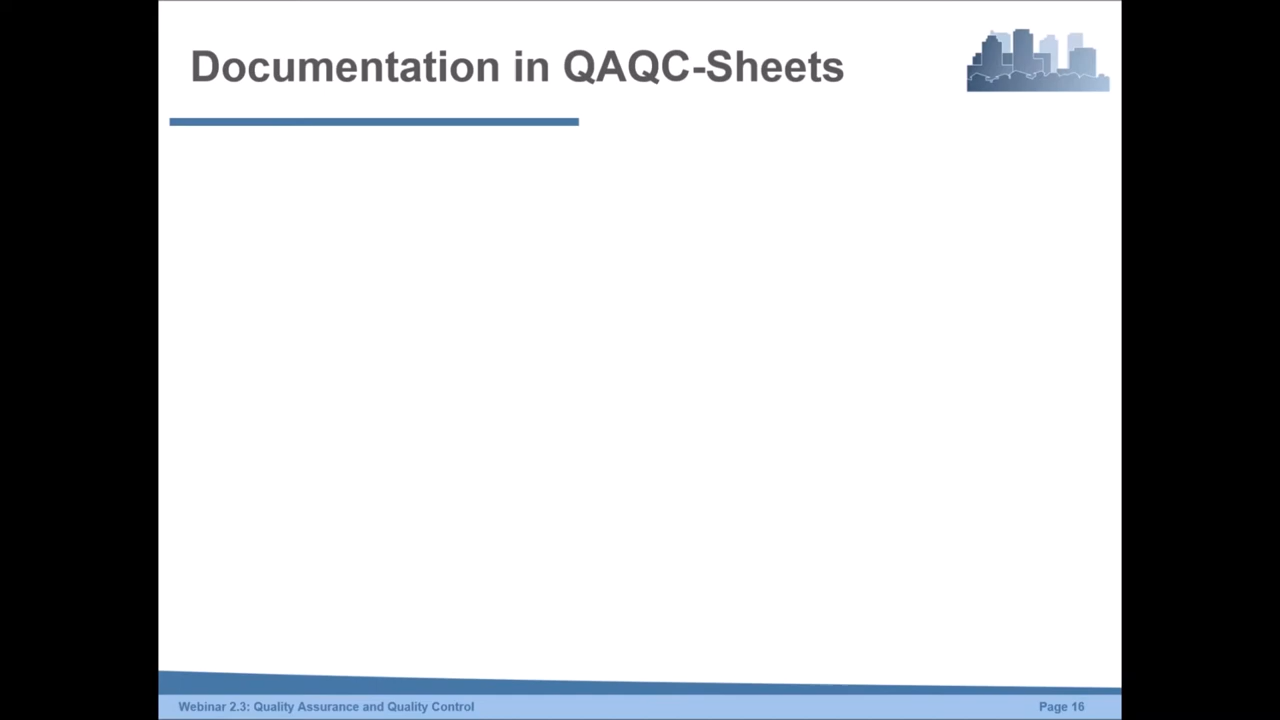 Documentation in QAQC-Sheets
Webinar 2.3: Quality Assurance and Quality Control
Page 16